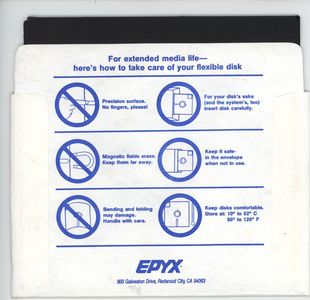 For extended media life—
here's how to take care of your flexible disk
Precision surface.
No fingers, please!
For your disk's sake
(and the system's, too)
insert disk carefully.
Magnetic fields erase.
Keep them far away.
Keep it safe-
in the envelope
when not in use.
Bending and folding
may damage.
Handle with care.
Keep disks comfortable.
Store at: 10° to 52° C
50° to 125° F
EPYX
600 Galveston Drive, Redwood City, CA 94063